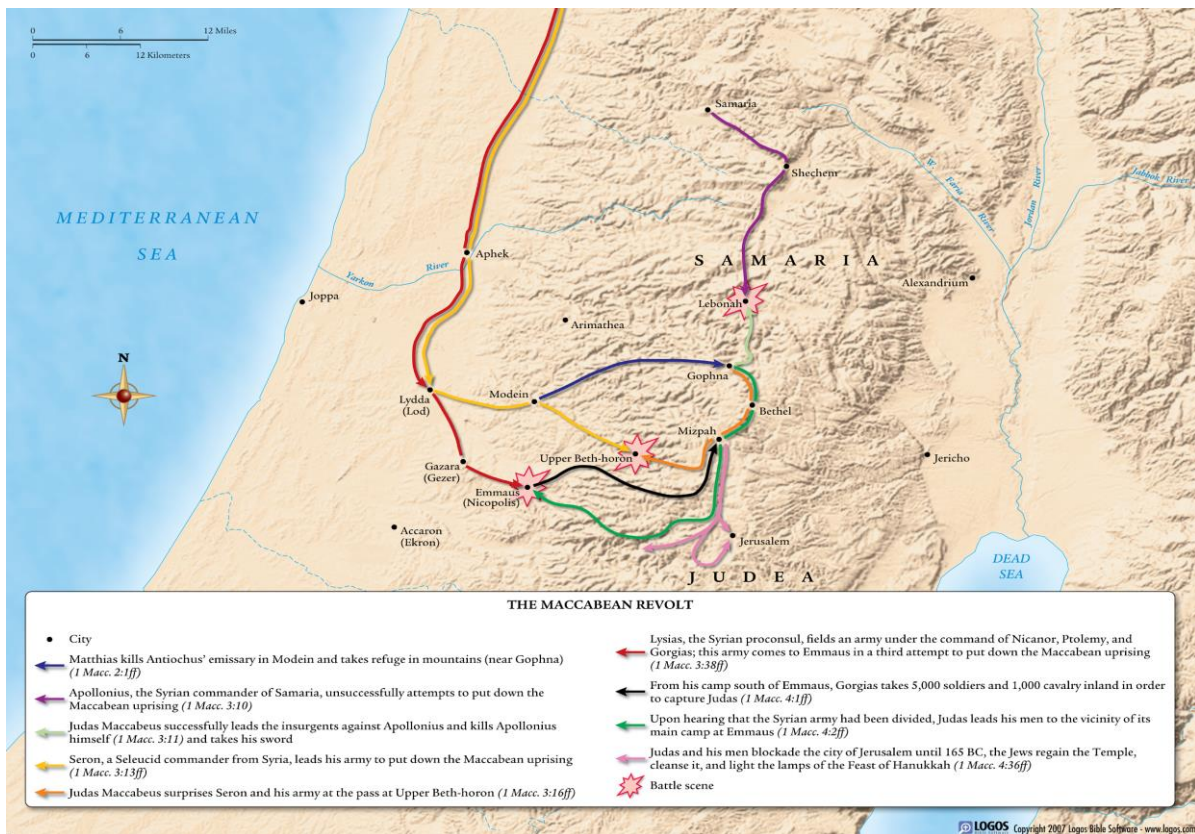 0 6 12 Miles
0 6 12 Kilometers
Samaria
Shechem
W. Faria River
Jordan River
Jabbok River
MEDITERRANEAN
SEA
Aphek
SAMARIA
Yarkon River
Joppa
Alexandrium
Lebonah
Arimathea
N
Gophna
Modein
Lydda
(Lod)
Bethel
Mizpah
Upper Beth-horon
Jericho
Gazara
(Gezer)
Emmaus
(Nicopolis)
Accaron
(Ekron)
Jerusalem
JUDEA
DEAD
SEA
THE MACCABEAN REVOLT
City
Matthias kills Antiochus' emissary in Modein and takes refuge in mountains (near Gophna)
(1 Macc. 2:1ff)
Apollonius, the Syrian commander of Samaria, unsuccessfully attempts to put down the
Maccabean uprising (1 Macc. 3:10)
Judas Maccabeus successfully leads the insurgents against Apollonius and kills Apollonius
himself (1 Macc. 3:11) and takes his sword
Seron, a Seleucid commander from Syria, leads his army to put down the Maccabean uprising
(1 Macc. 3:13ff)
Judas Maccabeus surprises Seron and his army at the pass at Upper Beth-horon (1 Macc. 3:16ff)
Lysias, the Syrian proconsul, fields an army under the command of Nicanor, Ptolemy, and
Gorgias; this army comes to Emmaus in a third attempt to put down the Maccabean uprising
(1 Macc. 3:38ff)
From his camp south of Emmaus, Gorgias takes 5,000 soldiers and 1,000 cavalry inland in order
to capture Judas (1 Macc. 4:1ff)
Upon hearing that the Syrian army had been divided, Judas leads his men to the vicinity of its
main camp at Emmaus (1 Macc. 4:2ff)
Judas and his men blockade the city of Jerusalem until 165 BC, the Jews regain the Temple,
cleanse it, and light the lamps of the Feast of Hanukkah (1 Macc. 4:36ff)
Battle scene
LOGOS Copyright 2007 Logos Bible Software - www.logos.com